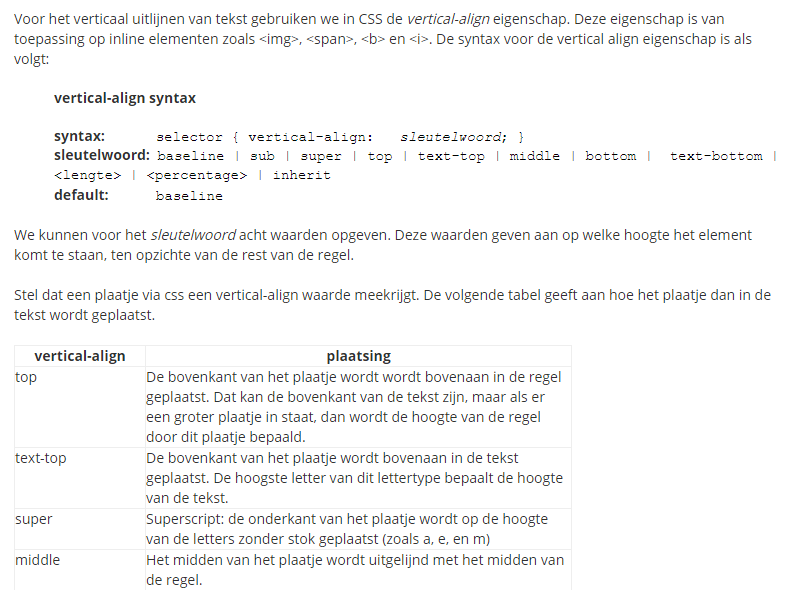 Voor het verticaal uitlijnen van tekst gebruiken we in CSS de vertical-align eigenschap. Deze eigenschap is van
toepassing op inline elementen zoals <img>, <span>, <b> en <i>. De syntax voor de vertical align eigenschap is als
volgt:
vertical-align syntax
syntax: selector { vertical-align: sleutelwoord; }
sleutelwoord: baseline | sub | super | top | text-top | middle | bottom | text-bottom |
<lengte> | <percentage> | inherit
default: baseline
We kunnen voor het sleutelwoord acht waarden opgeven. Deze waarden geven aan op welke hoogte het element
komt te staan, ten opzichte van de rest van de regel.
Stel dat een plaatje via css een vertical-align waarde meekrijgt. De volgende tabel geeft aan hoe het plaatje dan in de
tekst wordt geplaatst.
vertical-align plaatsing
top De bovenkant van het plaatje wordt wordt bovenaan in de regel
geplaatst. Dat kan de bovenkant van de tekst zijn, maar als er
een groter plaatje in staat, dan wordt de hoogte van de regel
door dit plaatje bepaald.
text-top De bovenkant van het plaatje wordt bovenaan in de tekst
geplaatst. De hoogste letter van dit lettertype bepaalt de hoogte
van de tekst.
super Superscript: de onderkant van het plaatje wordt op de hoogte
van de letters zonder stok geplaatst (zoals a, e, en m)
middle Het midden van het plaatje wordt uitgelijnd met het midden van
de regel.